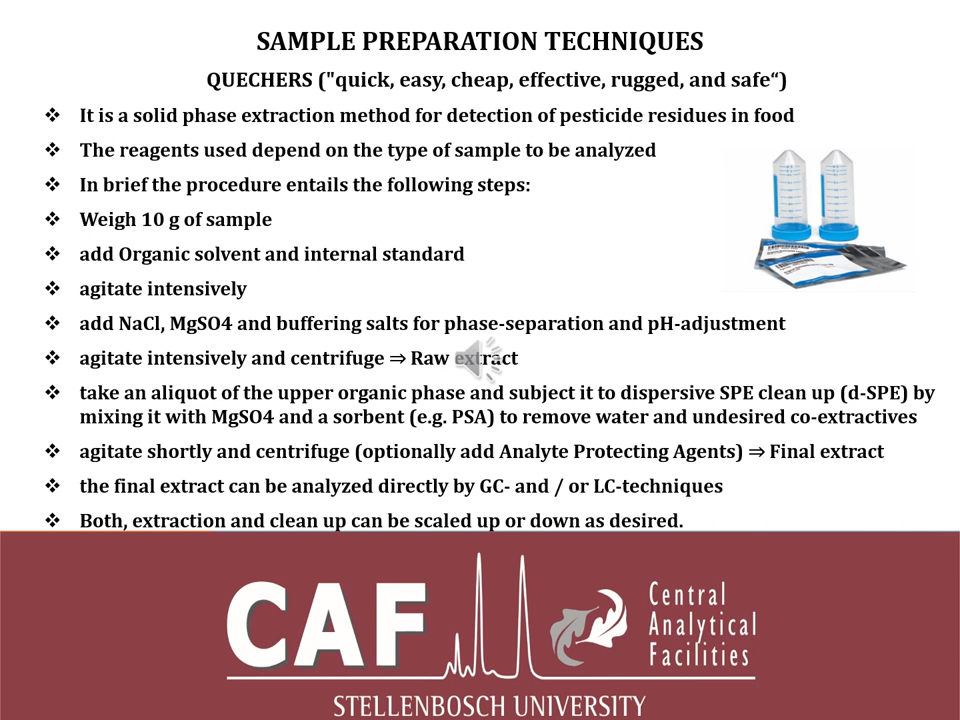 SAMPLE PREPARATION TECHNIQUES
QUECHERS ("quick, easy, cheap, effective, rugged, and safe“)
❖ It is a solid phase extraction method for detection of pesticide residues in food
❖ The reagents used depend on the type of sample to be analyzed
❖ In brief the procedure entails the following steps:
❖ Weigh 10 g of sample
❖ add Organic solvent and internal standard
❖ agitate intensively
❖ add NaCl, MgSO4 and buffering salts for phase-separation and pH-adjustment
❖ agitate intensively and centrifuge ⇒ Raw extract
❖ take an aliquot of the upper organic phase and subject it to dispersive SPE clean up (d-SPE) by
mixing it with MgSO4 and a sorbent (e.g. PSA) to remove water and undesired co-extractives
❖ agitate shortly and centrifuge (optionally add Analyte Protecting Agents) ⇒ Final extract
❖ the final extract can be analyzed directly by GC- and / or LC-techniques
❖ Both, extraction and clean up can be scaled up or down as desired.
CAF
Central
Analytical
Facilities
STELLENBOSCH UNIVERSITY